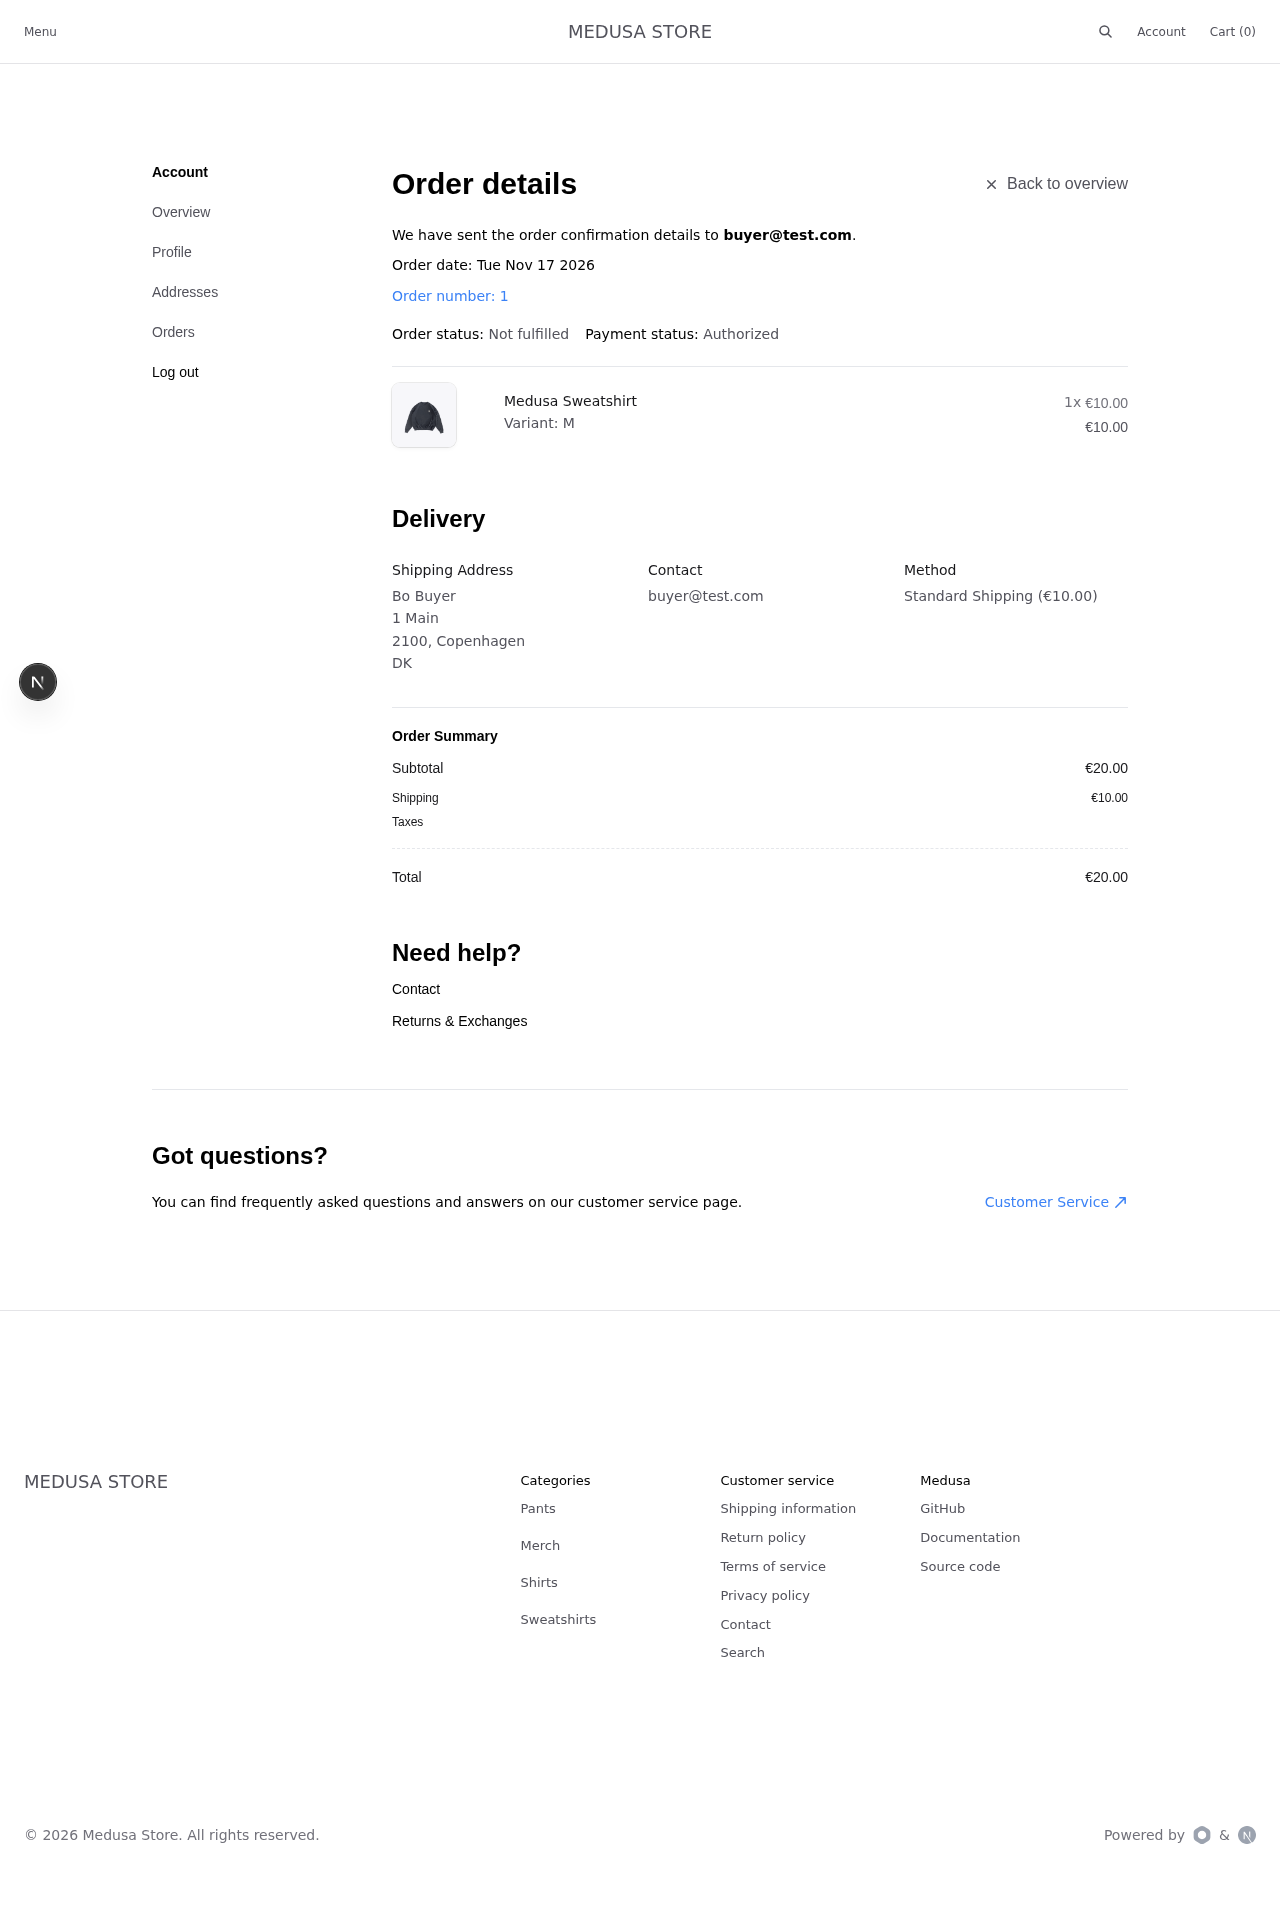 Menu
MEDUSA STORE
Account
Cart (0)
Account
Overview
Profile
Addresses
Orders
Log out
Order details
Back to overview
We have sent the order confirmation details to buyer@test.com.
Order date: Tue Nov 17 2026
Order number: 1
Order status: Not fulfilled Payment status: Authorized
Medusa Sweatshirt
Variant: M
1x €10.00
€10.00
Delivery
Shipping Address
Bo Buyer
1 Main
2100, Copenhagen
DK
Contact
buyer@test.com
Method
Standard Shipping (€10.00)
Order Summary
Subtotal €20.00
Shipping €10.00
Taxes
Total €20.00
Need help?
Contact
Returns & Exchanges
Got questions?
You can find frequently asked questions and answers on our customer service page.
Customer Service
MEDUSA STORE
Categories
Pants
Merch
Shirts
Sweatshirts
Customer service
Shipping information
Return policy
Terms of service
Privacy policy
Contact
Search
Medusa
GitHub
Documentation
Source code
© 2026 Medusa Store. All rights reserved.
Powered by &